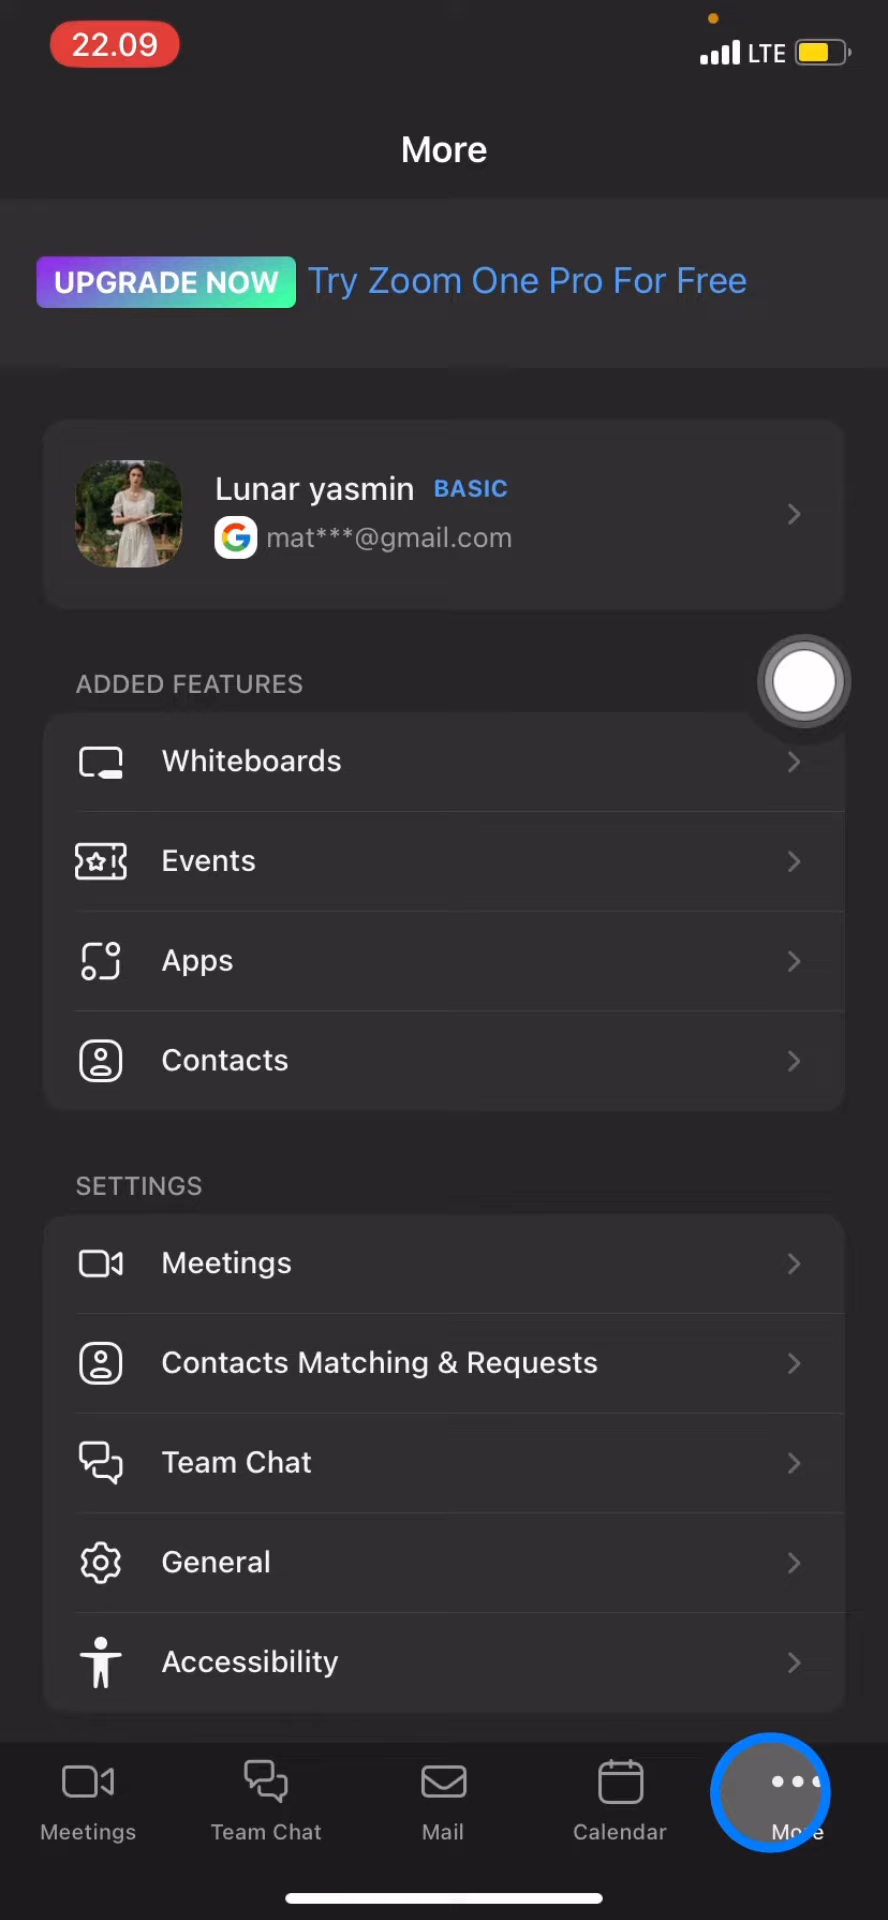 22.09
LTE
More
UPGRADE NOW Try Zoom One Pro For Free
Lunar yasmin BASIC
mat***@gmail.com
ADDED FEATURES
Whiteboards
Events
Apps
Contacts
SETTINGS
Meetings
Contacts Matching & Requests
Team Chat
General
Accessibility
Meetings Team Chat Mail Calendar More